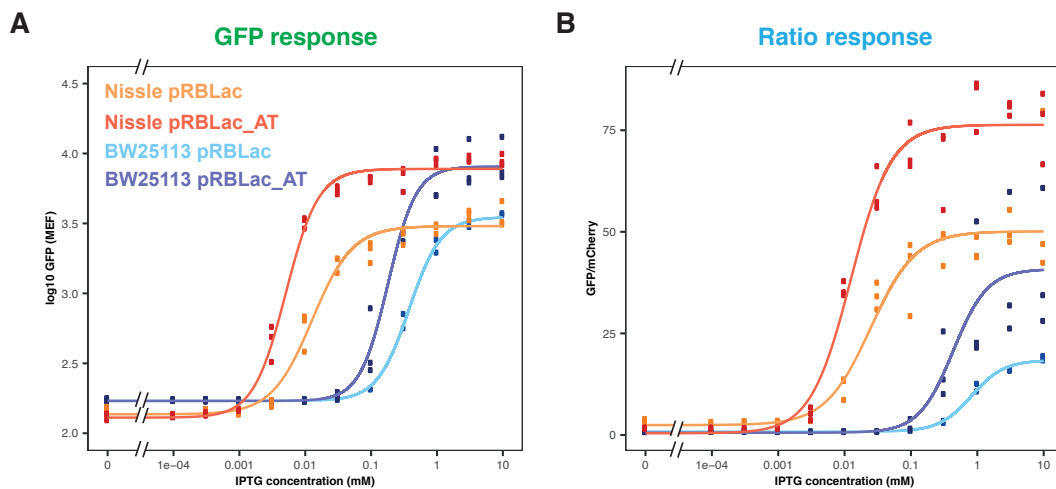 A
GFP response
4.5
4.0
3.5
3.0
2.5
2.0
log10 GFP (MEF)
Nissle pRBLac
Nissle pRBLac_AT
BW25113 pRBLac
BW25113 pRBLac_AT
0
1e-04
0.001
0.01
0.1
1
10
IPTG concentration (mM)
B
Ratio response
75
50
25
0
GFP/mCherry
0
1e-04
0.001
0.01
0.1
1
10
IPTG concentration (mM)